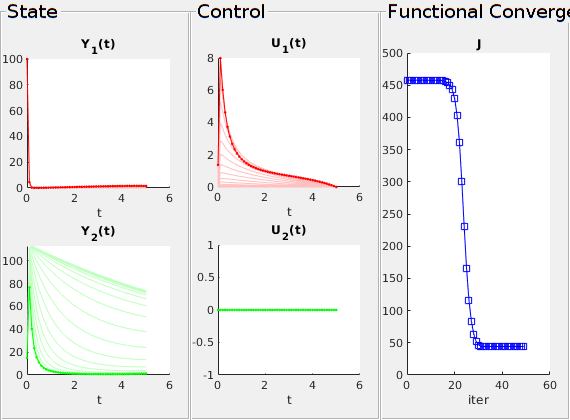 State
Control
Functional Converge
Y1(t)
100
80
60
40
20
0
0 2 4 6
t
U1(t)
8
6
4
2
0
0 2 4 6
t
J
500
450
400
350
300
250
200
150
100
50
0
0 20 40 60
iter
Y2(t)
100
80
60
40
20
0
0 2 4 6
t
U2(t)
1
0.5
0
-0.5
-1
0 2 4 6
t